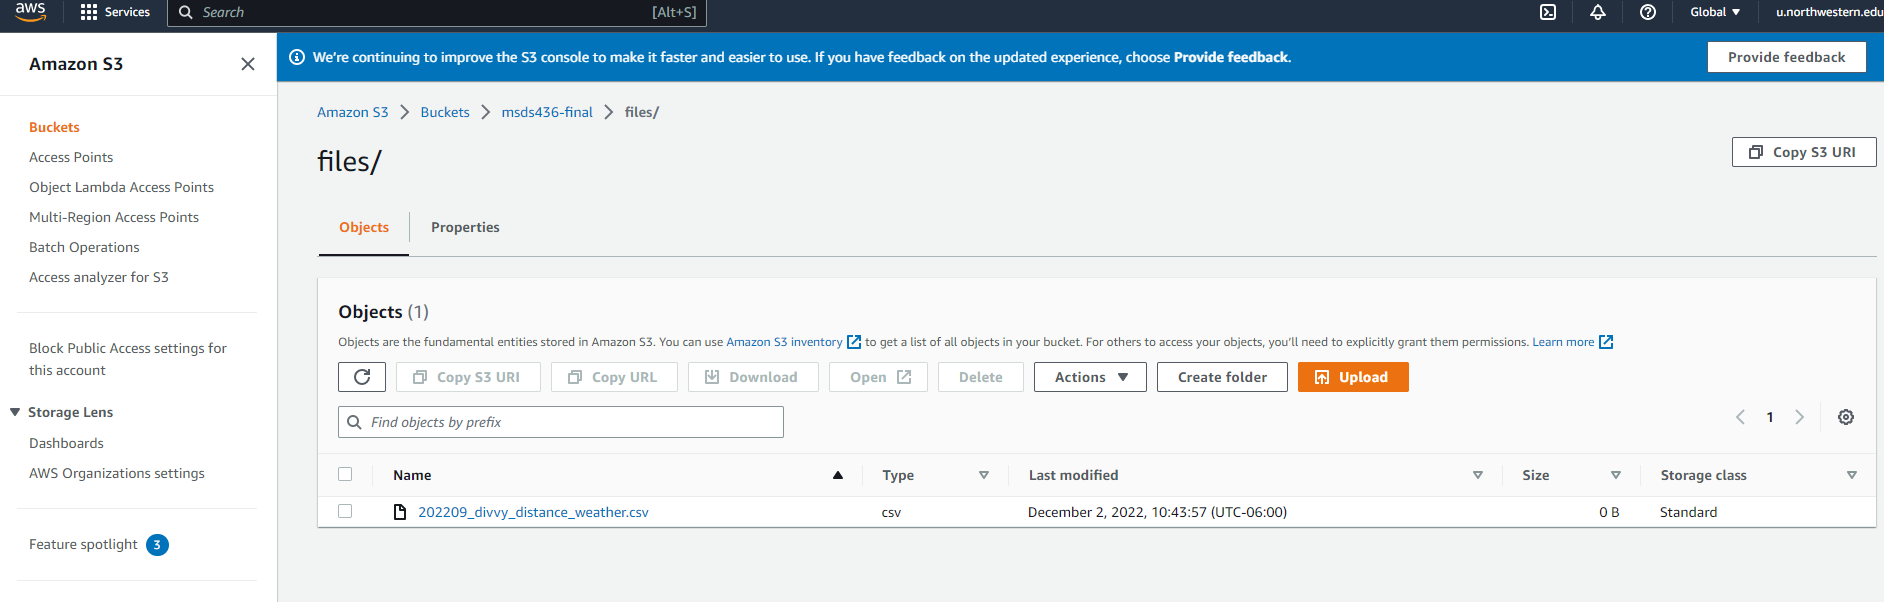 aws
Services
Search [Alt+S]
Global
u.northwestern.edu
Amazon S3
Buckets
Access Points
Object Lambda Access Points
Multi-Region Access Points
Batch Operations
Access analyzer for S3
Block Public Access settings for
this account
Storage Lens
Dashboards
AWS Organizations settings
Feature spotlight 3
We're continuing to improve the S3 console to make it faster and easier to use. If you have feedback on the updated experience, choose Provide feedback.
Provide feedback
Amazon S3 > Buckets > msds436-final > files/
files/
Copy S3 URI
Objects
Properties
Objects (1)
Objects are the fundamental entities stored in Amazon S3. You can use Amazon S3 inventory to get a list of all objects in your bucket. For others to access your objects, you'll need to explicitly grant them permissions. Learn more
Copy S3 URI Copy URL Download Open Delete Actions Create folder Upload
Find objects by prefix
1
Name Type Last modified Size Storage class
202209_divvy_distance_weather.csv csv December 2, 2022, 10:43:57 (UTC-06:00) 0 B Standard